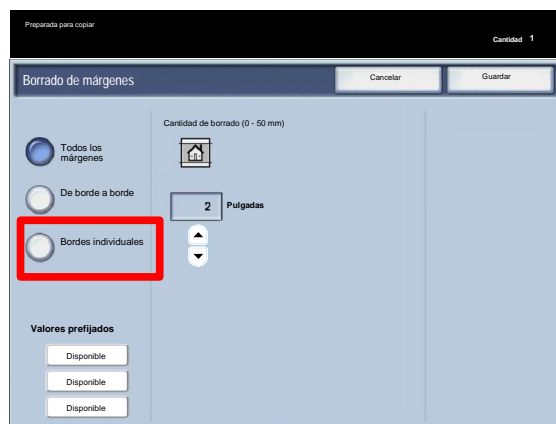 Preparada para copiar
Cantidad 1
Borrado de márgenes
Cancelar
Guardar
Cantidad de borrado (0 - 50 mm)
Todos los
márgenes
De borde a borde
2 Pulgadas
Bordes individuales
Valores prefijados
Disponible
Disponible
Disponible